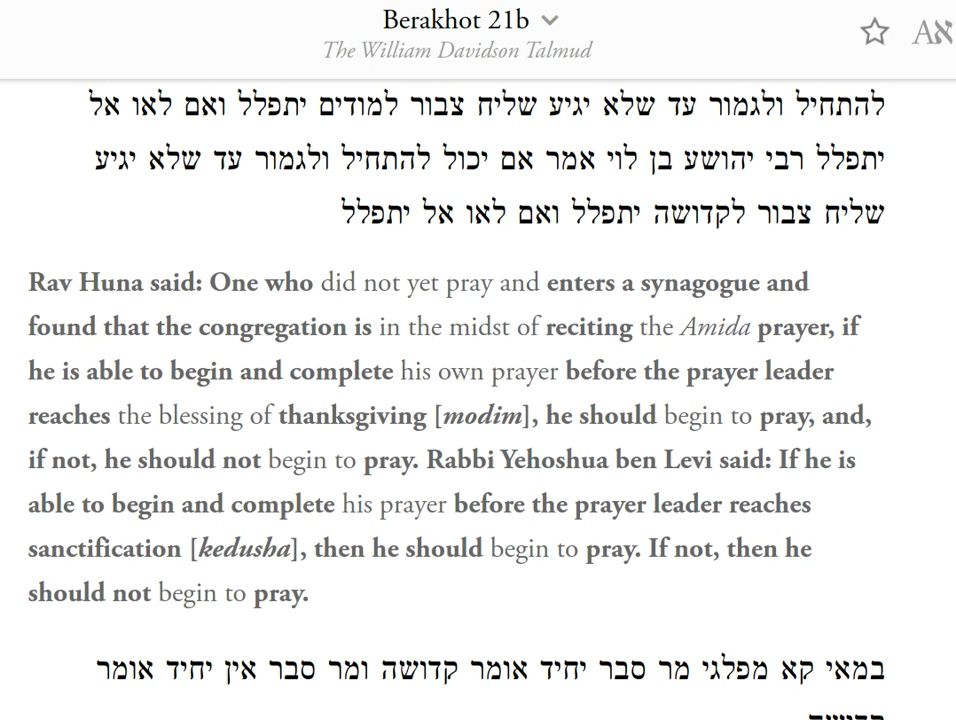 Berakhot 21b
The William Davidson Talmud
Aא
להתחיל ולגמור עד שלא יגיע שליח צבור למודים יתפלל ואם לאו אל
יתפלל רבי יהושע בן לוי אמר אם יכול להתחיל ולגמור עד שלא יגיע
שליח צבור לקדושה יתפלל ואם לאו אל יתפלל
Rav Huna said: One who did not yet pray and enters a synagogue and
found that the congregation is in the midst of reciting the Amida prayer, if
he is able to begin and complete his own prayer before the prayer leader
reaches the blessing of thanksgiving [modim], he should begin to pray, and,
if not, he should not begin to pray. Rabbi Yehoshua ben Levi said: If he is
able to begin and complete his prayer before the prayer leader reaches
sanctification [kedusha], then he should begin to pray. If not, then he
should not begin to pray.
במאי קא מפלגי מר סבר יחיד אומר קדושה ומר סבר אין יחיד אומר